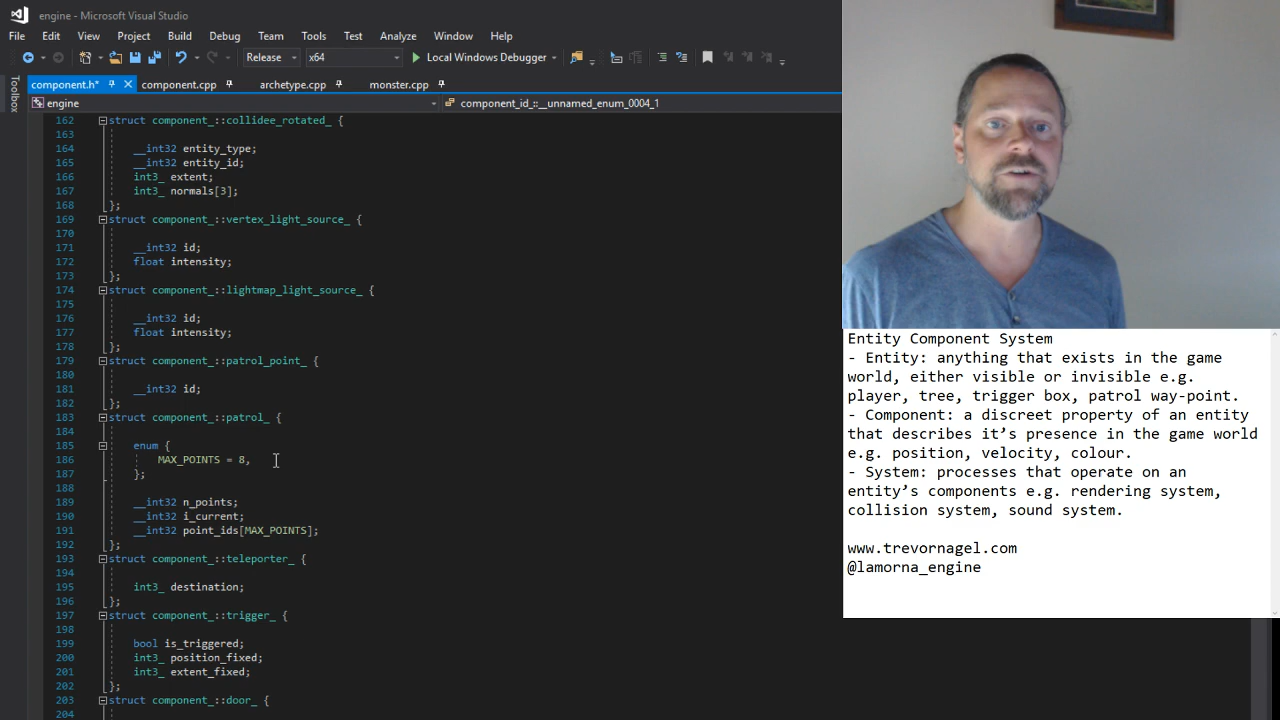 engine - Microsoft Visual Studio
File Edit View Project Build Debug Team Tools Test Analyze Window Help
Release x64 Local Windows Debugger
component.h* component.cpp archetype.cpp monster.cpp
Toolbox
engine component_id_::__unnamed_enum_0004_1
162 struct component_::collidee_rotated_ {
163
164 __int32 entity_type;
165 __int32 entity_id;
166 int3_ extent;
167 int3_ normals[3];
168 };
169 struct component_::vertex_light_source_ {
170
171 __int32 id;
172 float intensity;
173 };
174 struct component_::lightmap_light_source_ {
175
176 __int32 id;
177 float intensity;
178 };
179 struct component_::patrol_point_ {
180
181 __int32 id;
182 };
183 struct component_::patrol_ {
184
185 enum {
186 MAX_POINTS = 8,
187 };
188
189 __int32 n_points;
190 __int32 i_current;
191 __int32 point_ids[MAX_POINTS];
192 };
193 struct component_::teleporter_ {
194
195 int3_ destination;
196 };
197 struct component_::trigger_ {
198
199 bool is_triggered;
200 int3_ position_fixed;
201 int3_ extent_fixed;
202 };
203 struct component_::door_ {
204
Entity Component System
- Entity: anything that exists in the game
world, either visible or invisible e.g.
player, tree, trigger box, patrol way-point.
- Component: a discreet property of an entity
that describes it’s presence in the game world
e.g. position, velocity, colour.
- System: processes that operate on an
entity’s components e.g. rendering system,
collision system, sound system.
www.trevornagel.com
@lamorna_engine